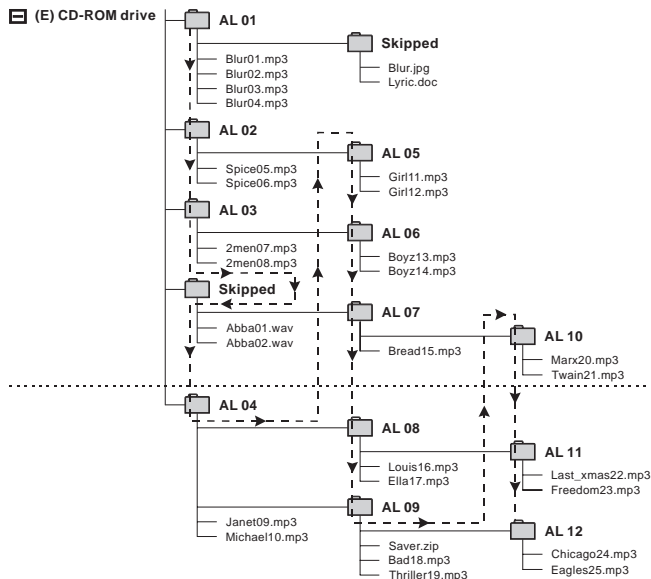 (E) CD-ROM drive
AL 01
Blur01.mp3
Blur02.mp3
Blur03.mp3
Blur04.mp3
Skipped
Blur.jpg
Lyric.doc
AL 02
Spice05.mp3
Spice06.mp3
AL 05
Girl11.mp3
Girl12.mp3
AL 03
2men07.mp3
2men08.mp3
AL 06
Boyz13.mp3
Boyz14.mp3
Skipped
Abba01.wav
Abba02.wav
AL 07
Bread15.mp3
AL 10
Marx20.mp3
Twain21.mp3
AL 04
Janet09.mp3
Michael10.mp3
AL 08
Louis16.mp3
Ella17.mp3
AL 11
Last_xmas22.mp3
Freedom23.mp3
AL 09
Saver.zip
Bad18.mp3
Thriller19.mp3
AL 12
Chicago24.mp3
Eagles25.mp3